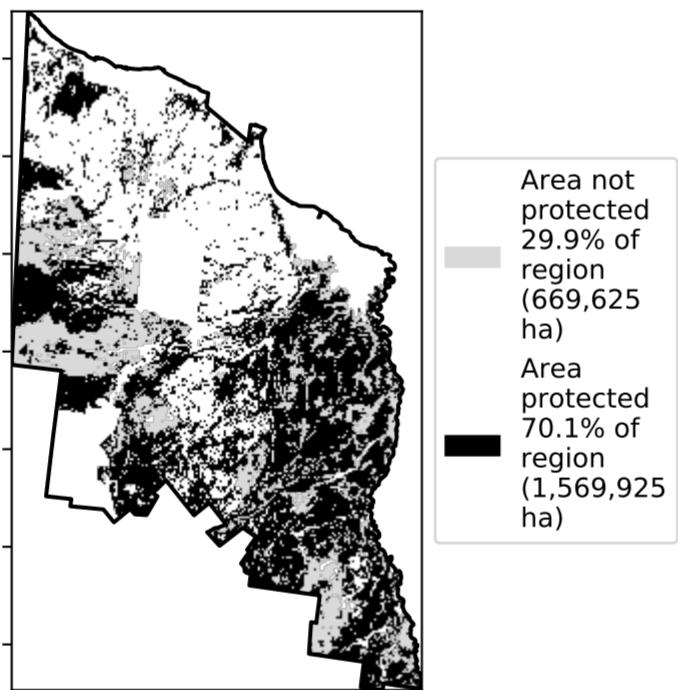 Area not
protected
29.9% of
region
(669,625
ha)
Area
protected
70.1% of
region
(1,569,925
ha)